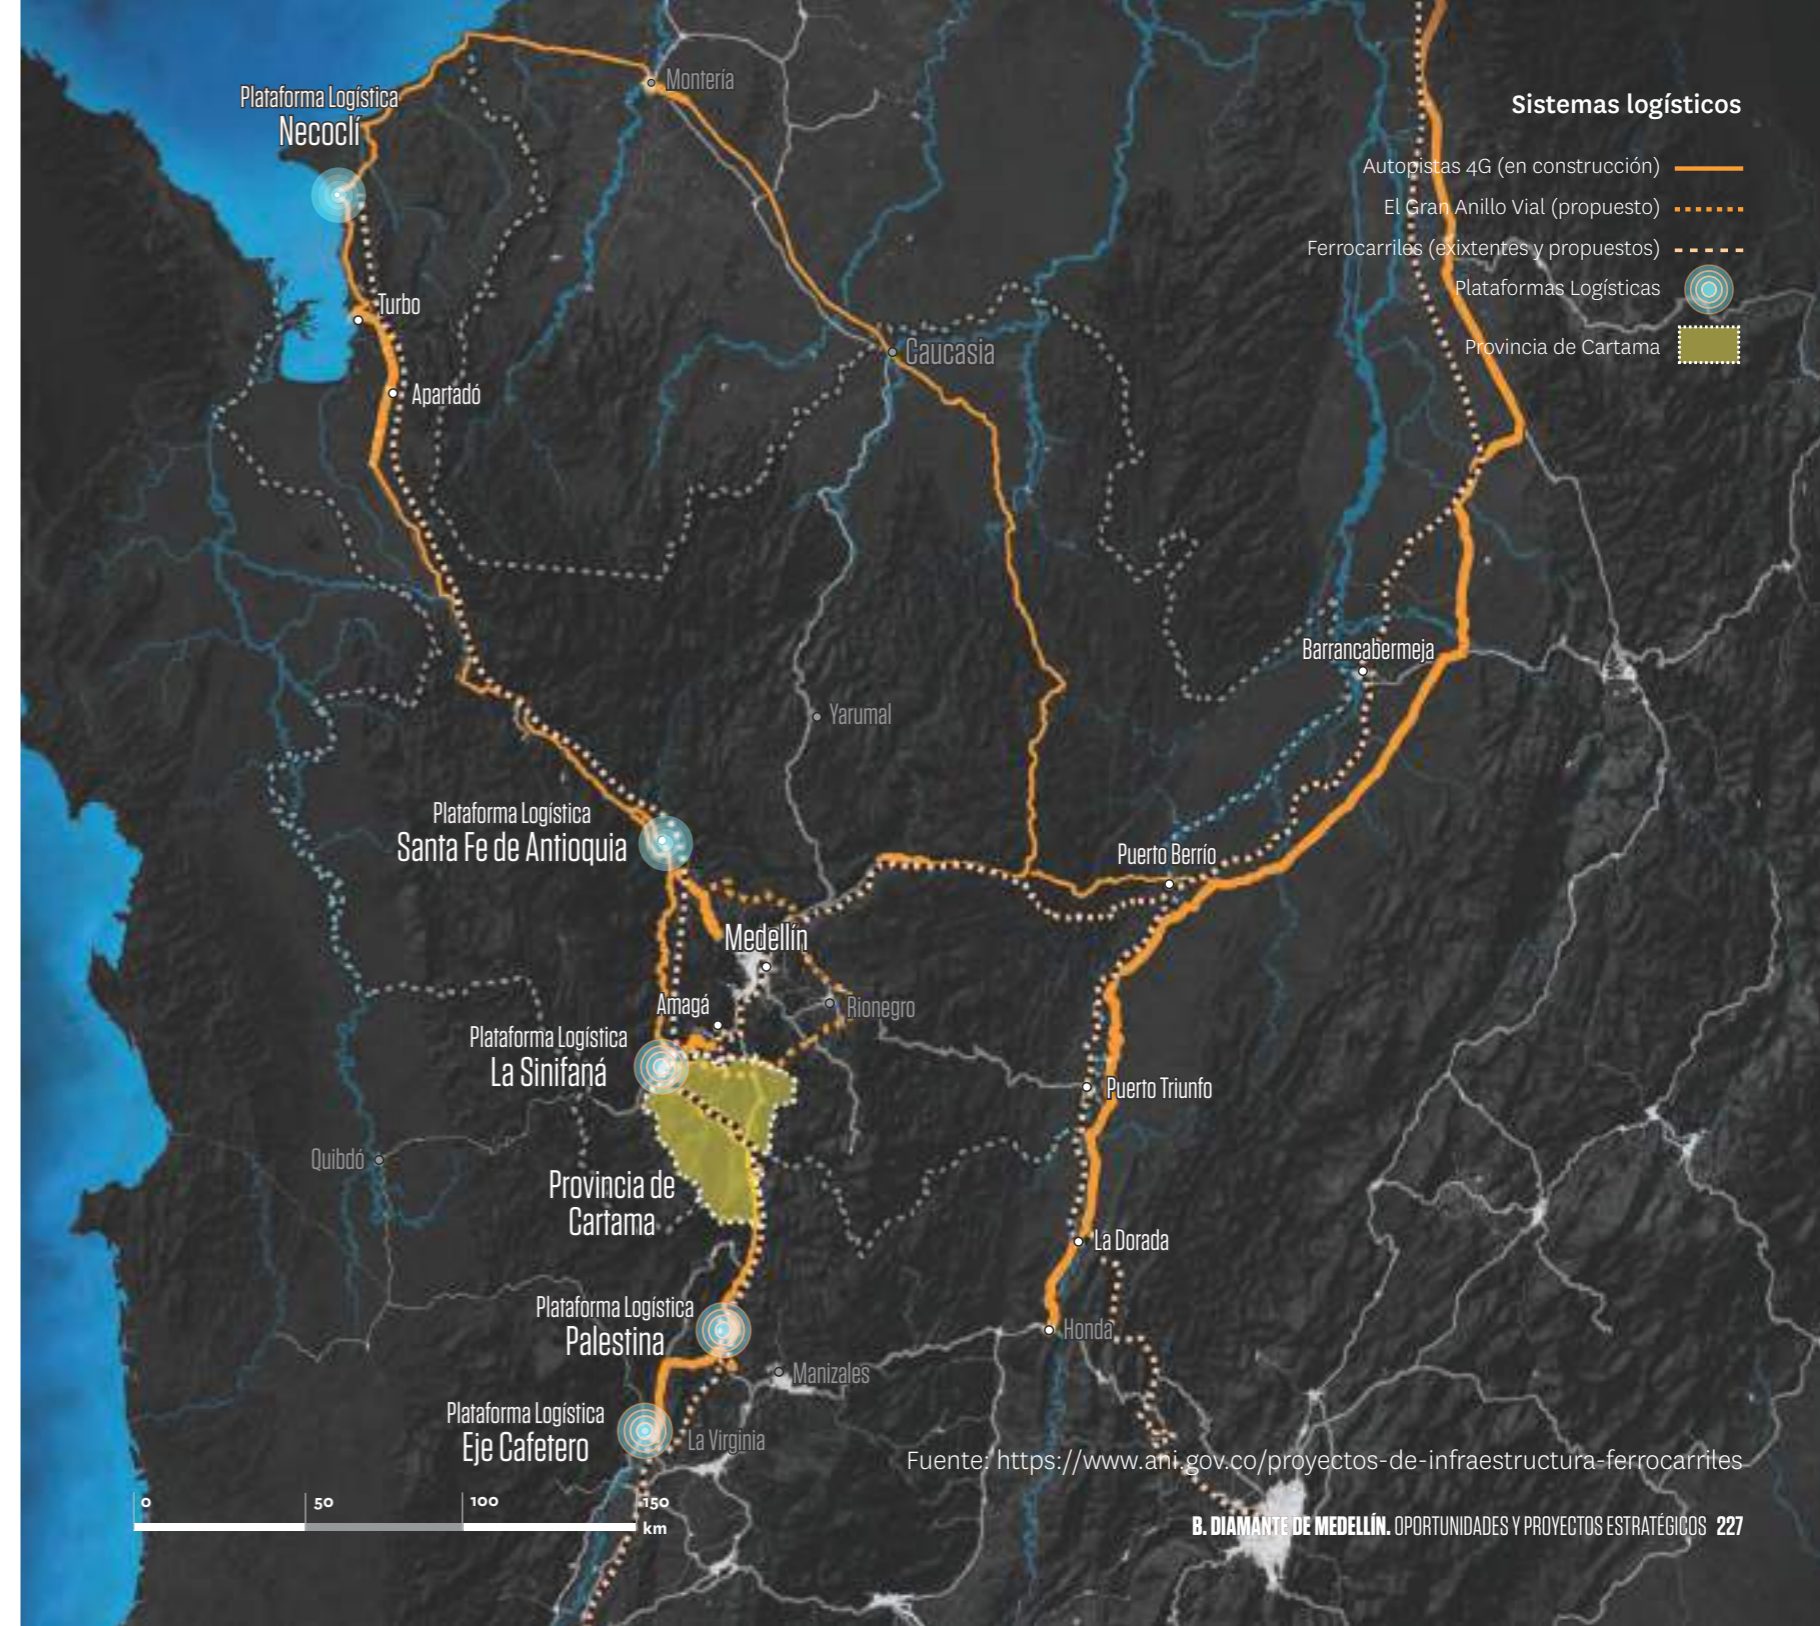 Plataforma Logística
Necoclí
Montería
Sistemas logísticos
Autopistas 4G (en construcción)
El Gran Anillo Vial (propuesto)
Ferrocarriles (exixtentes y propuestos)
Plataformas Logísticas
Provincia de Cartama
Turbo
Caucasia
Apartadó
Barrancabermeja
Yarumal
Plataforma Logística
Santa Fe de Antioquia
Puerto Berrío
Medellín
Amagá
Rionegro
Plataforma Logística
La Sinifaná
Puerto Triunfo
Quibdó
Provincia de
Cartama
La Dorada
Plataforma Logística
Palestina
Honda
Manizales
Plataforma Logística
Eje Cafetero
La Virginia
Fuente: https://www.ani.gov.co/proyectos-de-infraestructura-ferrocarriles
0 50 100 150
km
B. DIAMANTE DE MEDELLÍN. OPORTUNIDADES Y PROYECTOS ESTRATÉGICOS 227